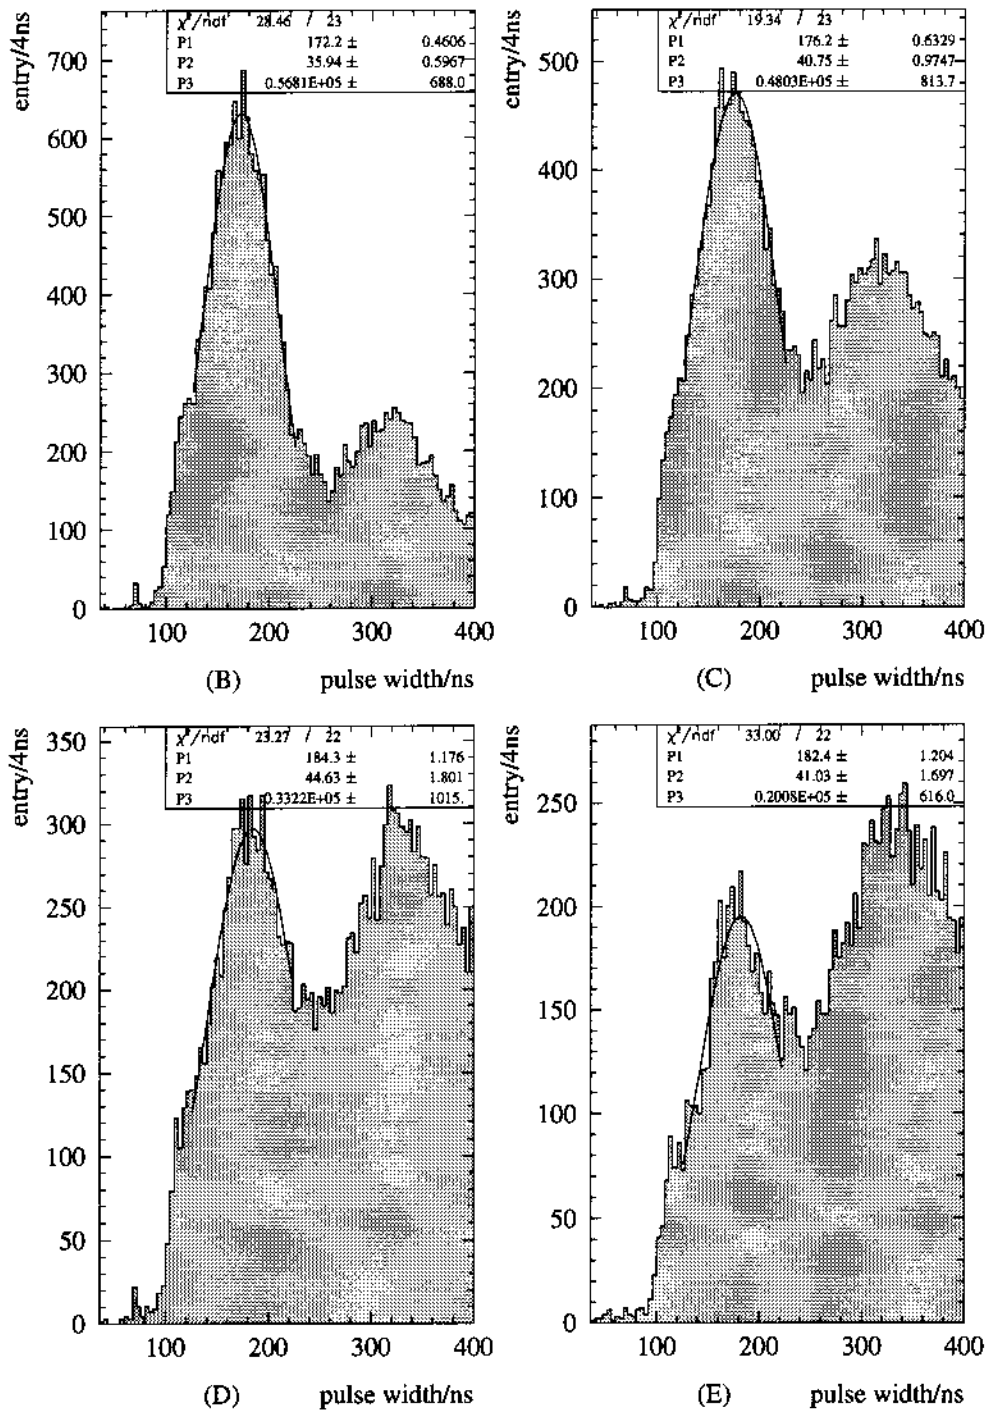 χ²/ndf 28.46 / 23
P1 172.2 ± 0.4606
P2 35.94 ± 0.5967
P3 0.5681E+05 ± 688.0
entry/4ns
700
600
500
400
300
200
100
0
100 200 300 400
(B) pulse width/ns
χ²/ndf 19.34 / 23
P1 176.2 ± 0.6329
P2 40.75 ± 0.9747
P3 0.4803E+05 ± 813.7
entry/4ns
500
400
300
200
100
0
100 200 300 400
(C) pulse width/ns
χ²/ndf 23.27 / 22
P1 184.3 ± 1.176
P2 44.63 ± 1.801
P3 0.3322E+05 ± 1015.
entry/4ns
350
300
250
200
150
100
50
0
100 200 300 400
(D) pulse width/ns
χ²/ndf 33.00 / 22
P1 182.4 ± 1.204
P2 41.03 ± 1.697
P3 0.2008E+05 ± 616.0
entry/4ns
250
200
150
100
50
0
100 200 300 400
(E) pulse width/ns